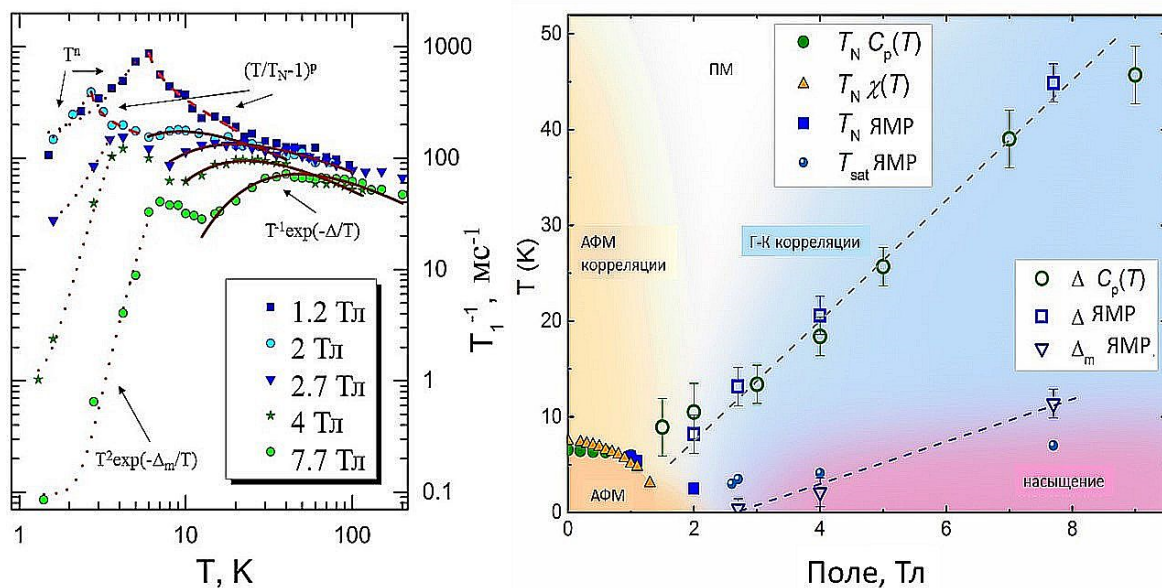 Tⁿ
(T/T_N-1)^p
T⁻¹exp(-Δ/T)
T²exp(-Δ_m/T)
1.2 Тл
2 Тл
2.7 Тл
4 Тл
7.7 Тл
1000
100
10
1
0.1
T₁⁻¹, мс⁻¹
1 10 100
T, K
T_N C_p(T)
T_N χ(T)
T_N ЯМР
T_sat ЯМР
ПМ
АФМ
корреляции
Г-К корреляции
Δ C_p(T)
Δ ЯМР
Δ_m ЯМР
АФМ
насыщение
50
40
30
20
10
0
T (K)
0 2 4 6 8
Поле, Тл